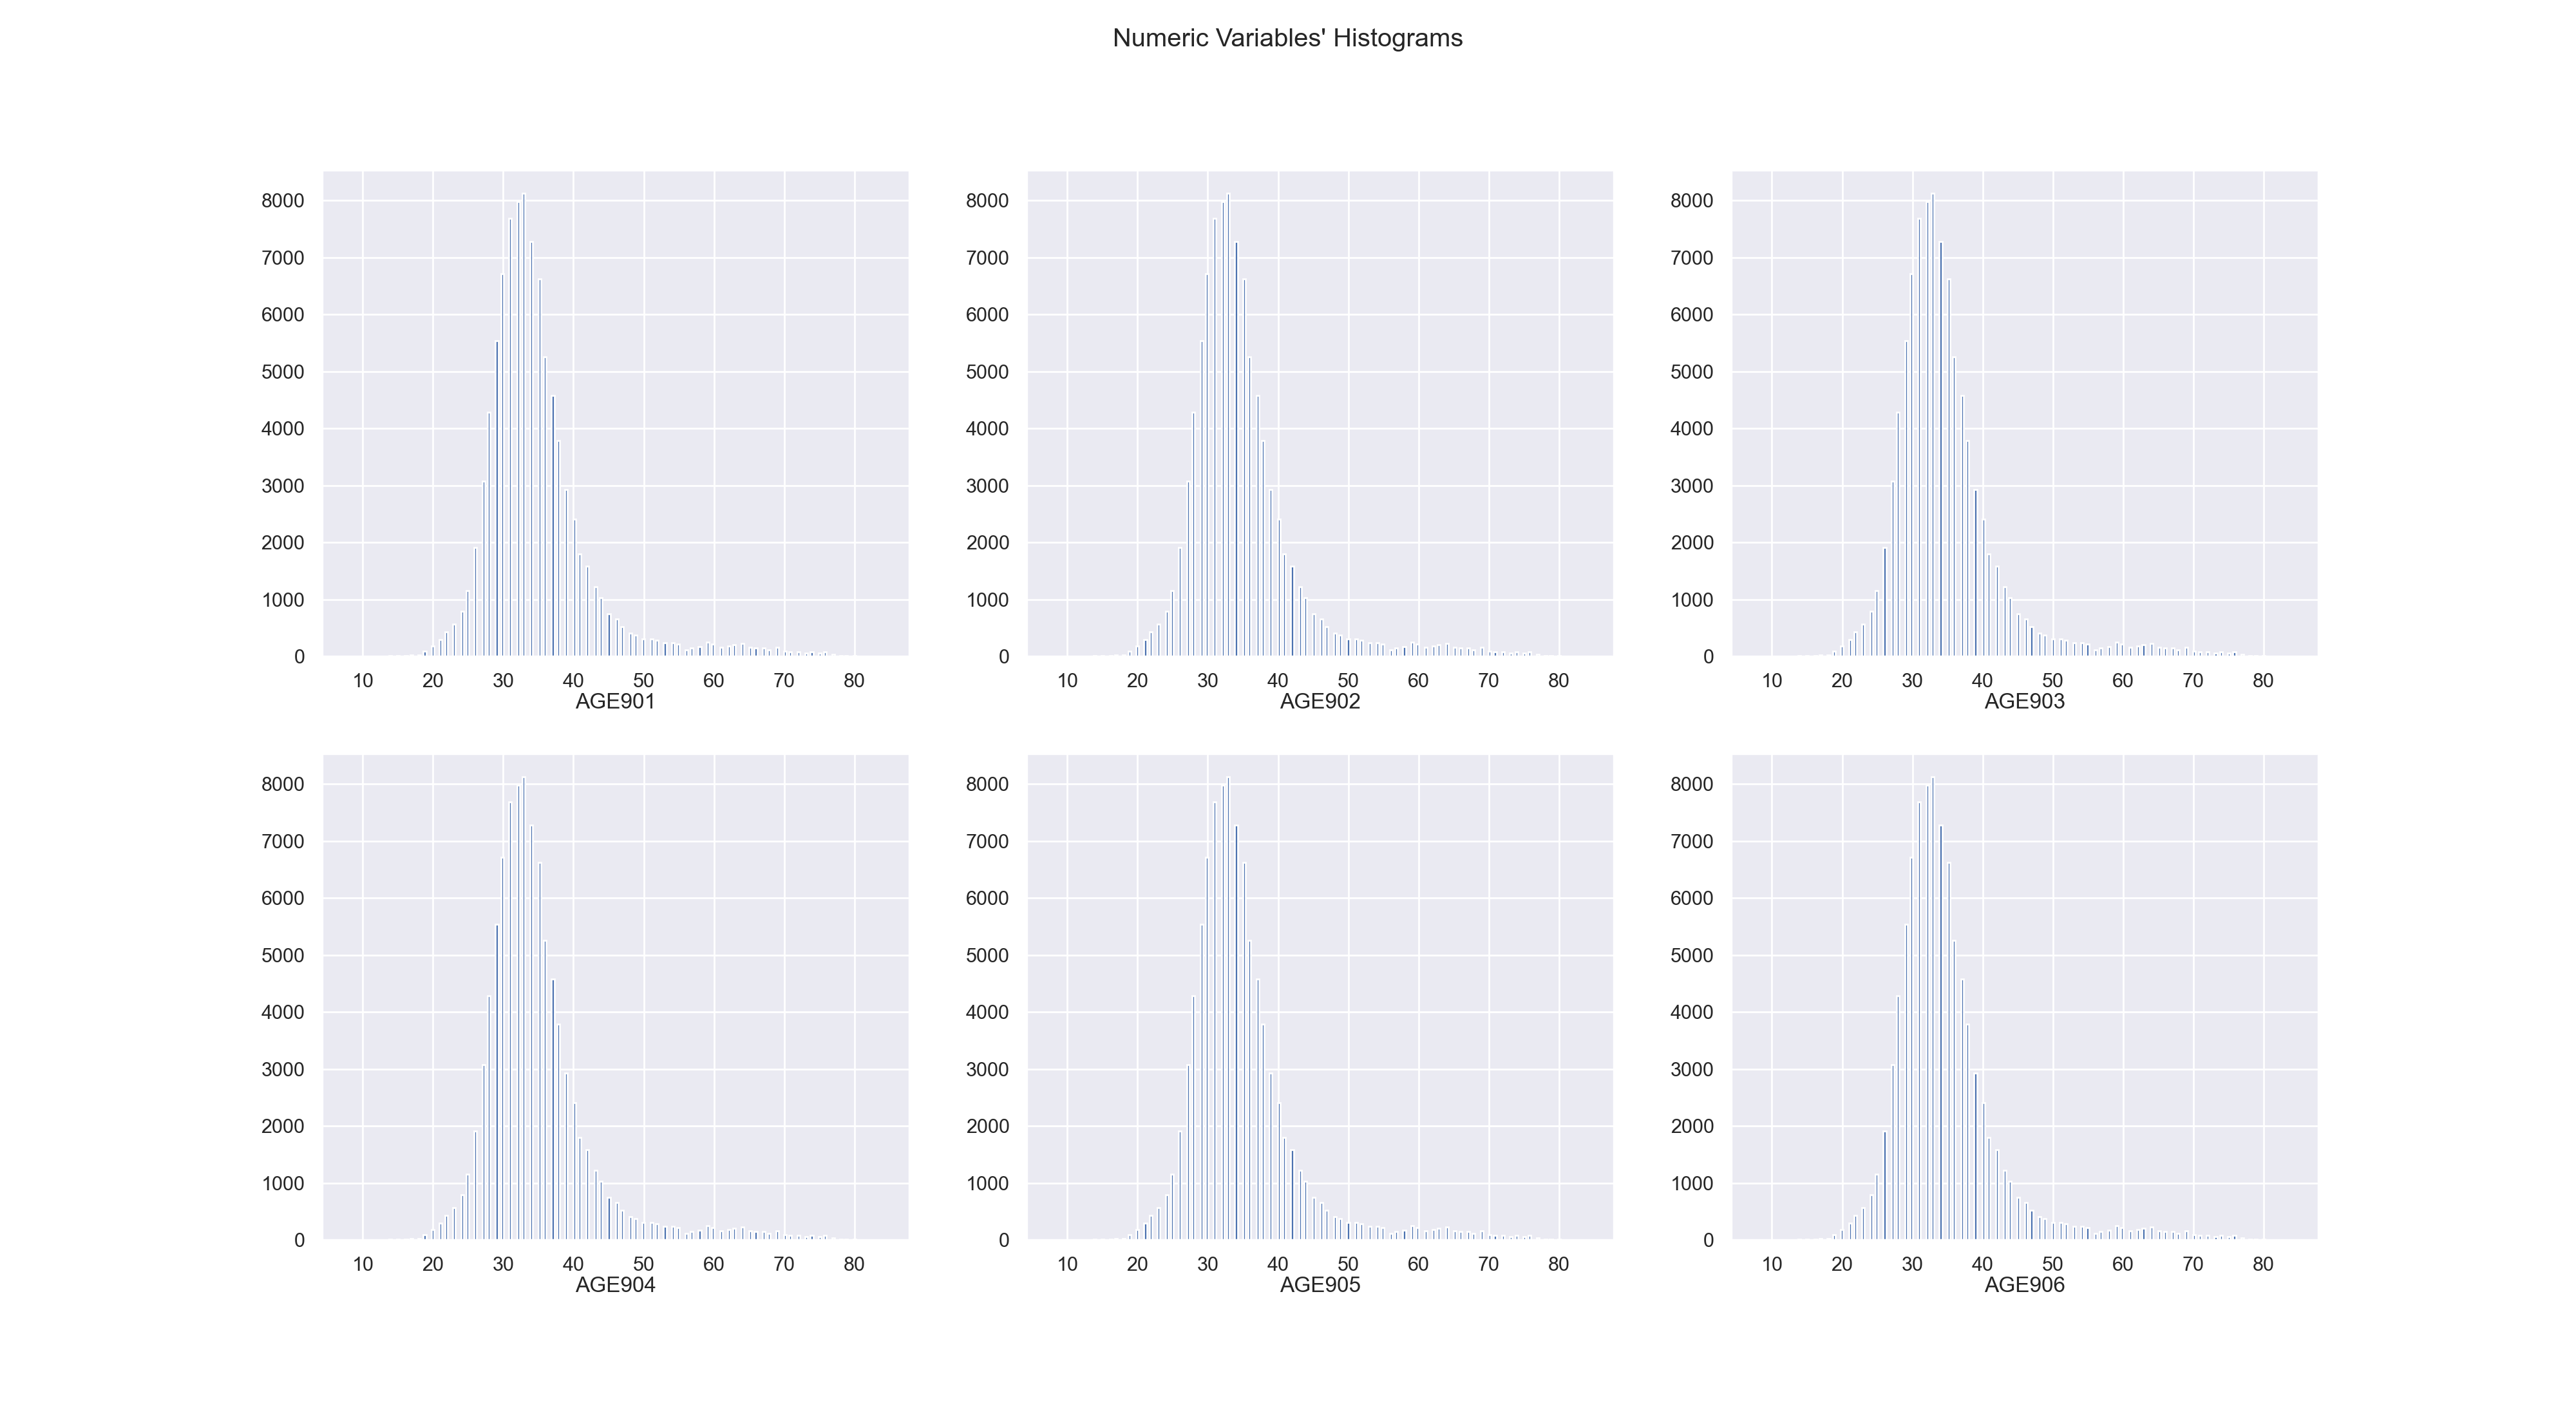 Numeric Variables' Histograms
8000 8000 8000
7000 7000 7000
6000 6000 6000
5000 5000 5000
4000 4000 4000
3000 3000 3000
2000 2000 2000
1000 1000 1000
0 0 0
10 20 30 40 50 60 70 80 10 20 30 40 50 60 70 80 10 20 30 40 50 60 70 80
AGE901 AGE902 AGE903
8000 8000 8000
7000 7000 7000
6000 6000 6000
5000 5000 5000
4000 4000 4000
3000 3000 3000
2000 2000 2000
1000 1000 1000
0 0 0
10 20 30 40 50 60 70 80 10 20 30 40 50 60 70 80 10 20 30 40 50 60 70 80
AGE904 AGE905 AGE906